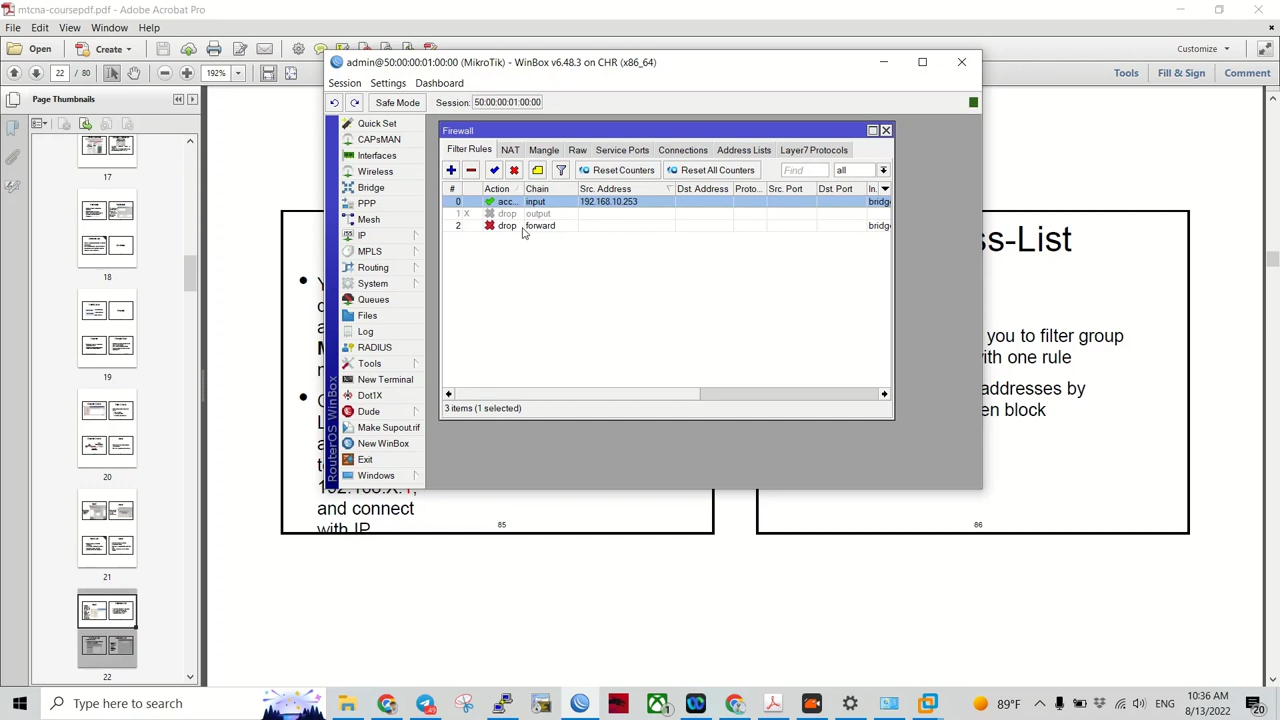 mtcna-coursepdf.pdf - Adobe Acrobat Pro
File Edit View Window Help
Open Create Customize
22 / 80 192% Tools Fill & Sign Comment
Page Thumbnails
17
18
19
20
21
22
ss-List
you to filter group
with one rule
addresses by
en block
192.168.X.1,
and connect
with IP
85
86
admin@50:00:00:01:00:00 (MikroTik) - WinBox v6.48.3 on CHR (x86_64)
Session Settings Dashboard
Safe Mode Session: 50:00:00:01:00:00
RouterOS WinBox
Quick Set
CAPsMAN
Interfaces
Wireless
Bridge
PPP
Mesh
IP
MPLS
Routing
System
Queues
Files
Log
RADIUS
Tools
New Terminal
Dot1X
Dude
Make Supout.rif
New WinBox
Exit
Windows
Firewall
Filter Rules NAT Mangle Raw Service Ports Connections Address Lists Layer7 Protocols
Reset Counters Reset All Counters Find all
# Action Chain Src. Address Dst. Address Proto... Src. Port Dst. Port In.
0 acc... input 192.168.10.253 bridge
1 X drop output
2 drop forward bridge
3 items (1 selected)
Type here to search
89°F ENG
10:36 AM
8/13/2022
20